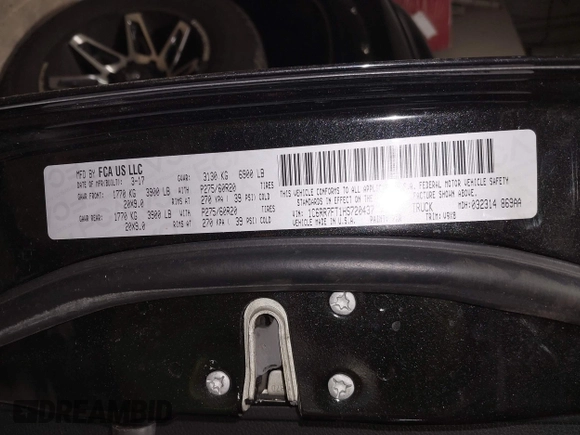 MFD BY FCA US LLC GVWR: 3130 KG 6900 LB
DATE OF MFR/BUILT: 3-17
GAWR FRONT: 1770 KG 3900 LB WITH P275/60R20 TIRES
20X9.0 RIMS AT 270 KPA ( 39 PSI) COLD
GAWR REAR: 1770 KG 3900 LB WITH P275/60R20 TIRES
20X9.0 RIMS AT 270 KPA ( 39 PSI) COLD
THIS VEHICLE CONFORMS TO ALL FEDERAL MOTOR VEHICLE SAFETY
STANDARDS IN EFFECT ON THE DATE OF MANUFACTURE SHOWN ABOVE.
VIN: TRUCK MDH:032314 869AA
VEHICLE MADE IN U.S.A. TRIM:
DREAMBID